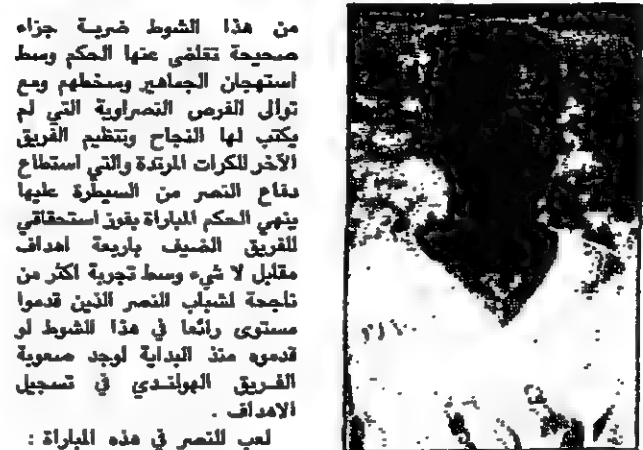 من هذا الشوط ضربة جزاء
صحيحة تغاضى عنها الحكم وسط
استهجان الجماهير وسخطهم ومع
توالى الفرص النصراوية التي لم
يكتب لها النجاح وتنظيم الفريق
الآخر للكرات المرتدة والتي استطاع
دفاع النصر من السيطرة عليها
ينهي الحكم المباراة بفوز استحقاقي
للفريق الضيف باربعة اهداف
مقابل لا شيء وسط تجربة اكثر من
ناجحة لشباب النصر الذين قدموا
مستوى رائعا في هذا الشوط لو
قدموه منذ البداية لوجد صعوبة
الفريق الهولندي في تسجيل
الاهداف .
لعب للنصر في هذه المباراة :